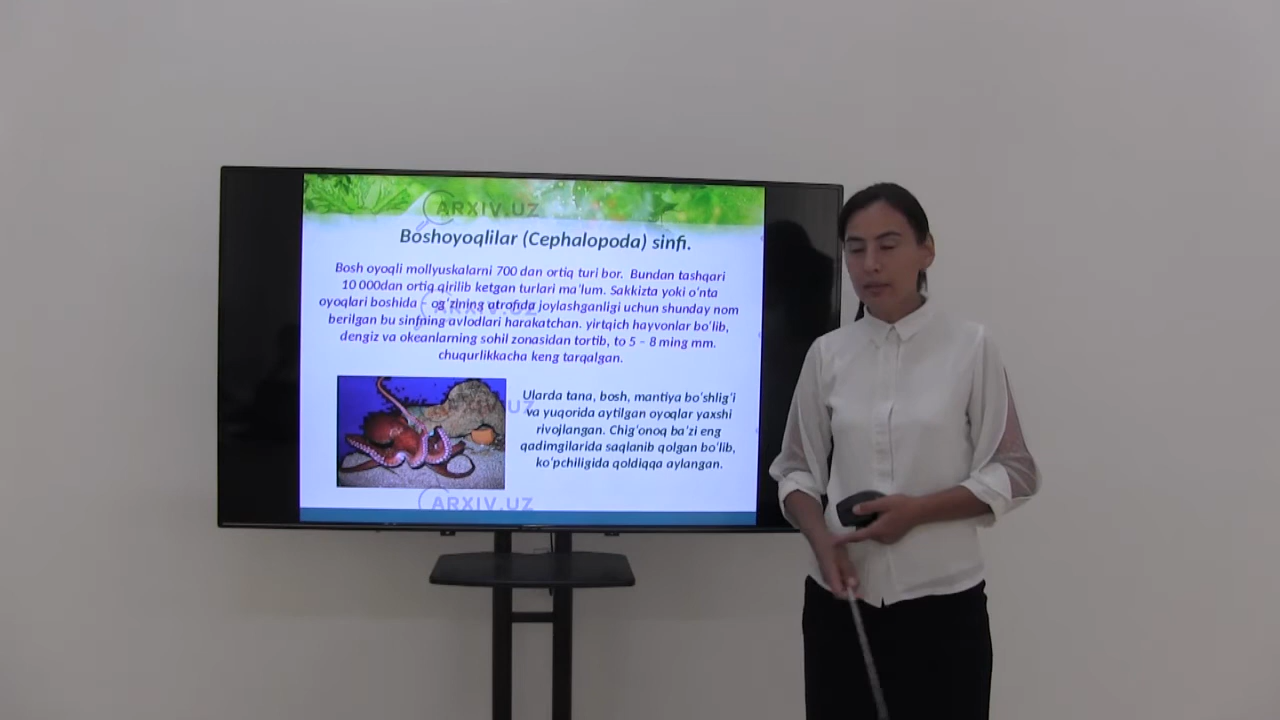 ARXIV.UZ
Boshoyoqlilar (Cephalopoda) sinfi.
Bosh oyoqli mollyuskalarni 700 dan ortiq turi bor. Bundan tashqari
10 000dan ortiq qirilib ketgan turlari ma'lum. Sakkizta yoki o'nta
oyoqlari boshida – og'zining atrofida joylashganligi uchun shunday nom
berilgan bu sinfning avlodlari harakatchan. yirtqich hayvonlar bo'lib,
dengiz va okeanlarning sohil zonasidan tortib, to 5 – 8 ming mm.
chuqurlikkacha keng tarqalgan.
Ularda tana, bosh, mantiya bo'shlig'i
va yuqorida aytilgan oyoqlar yaxshi
rivojlangan. Chig'onoq ba'zi eng
qadimgilarida saqlanib qolgan bo'lib,
ko'pchiligida qoldiqqa aylangan.
ARXIV.UZ